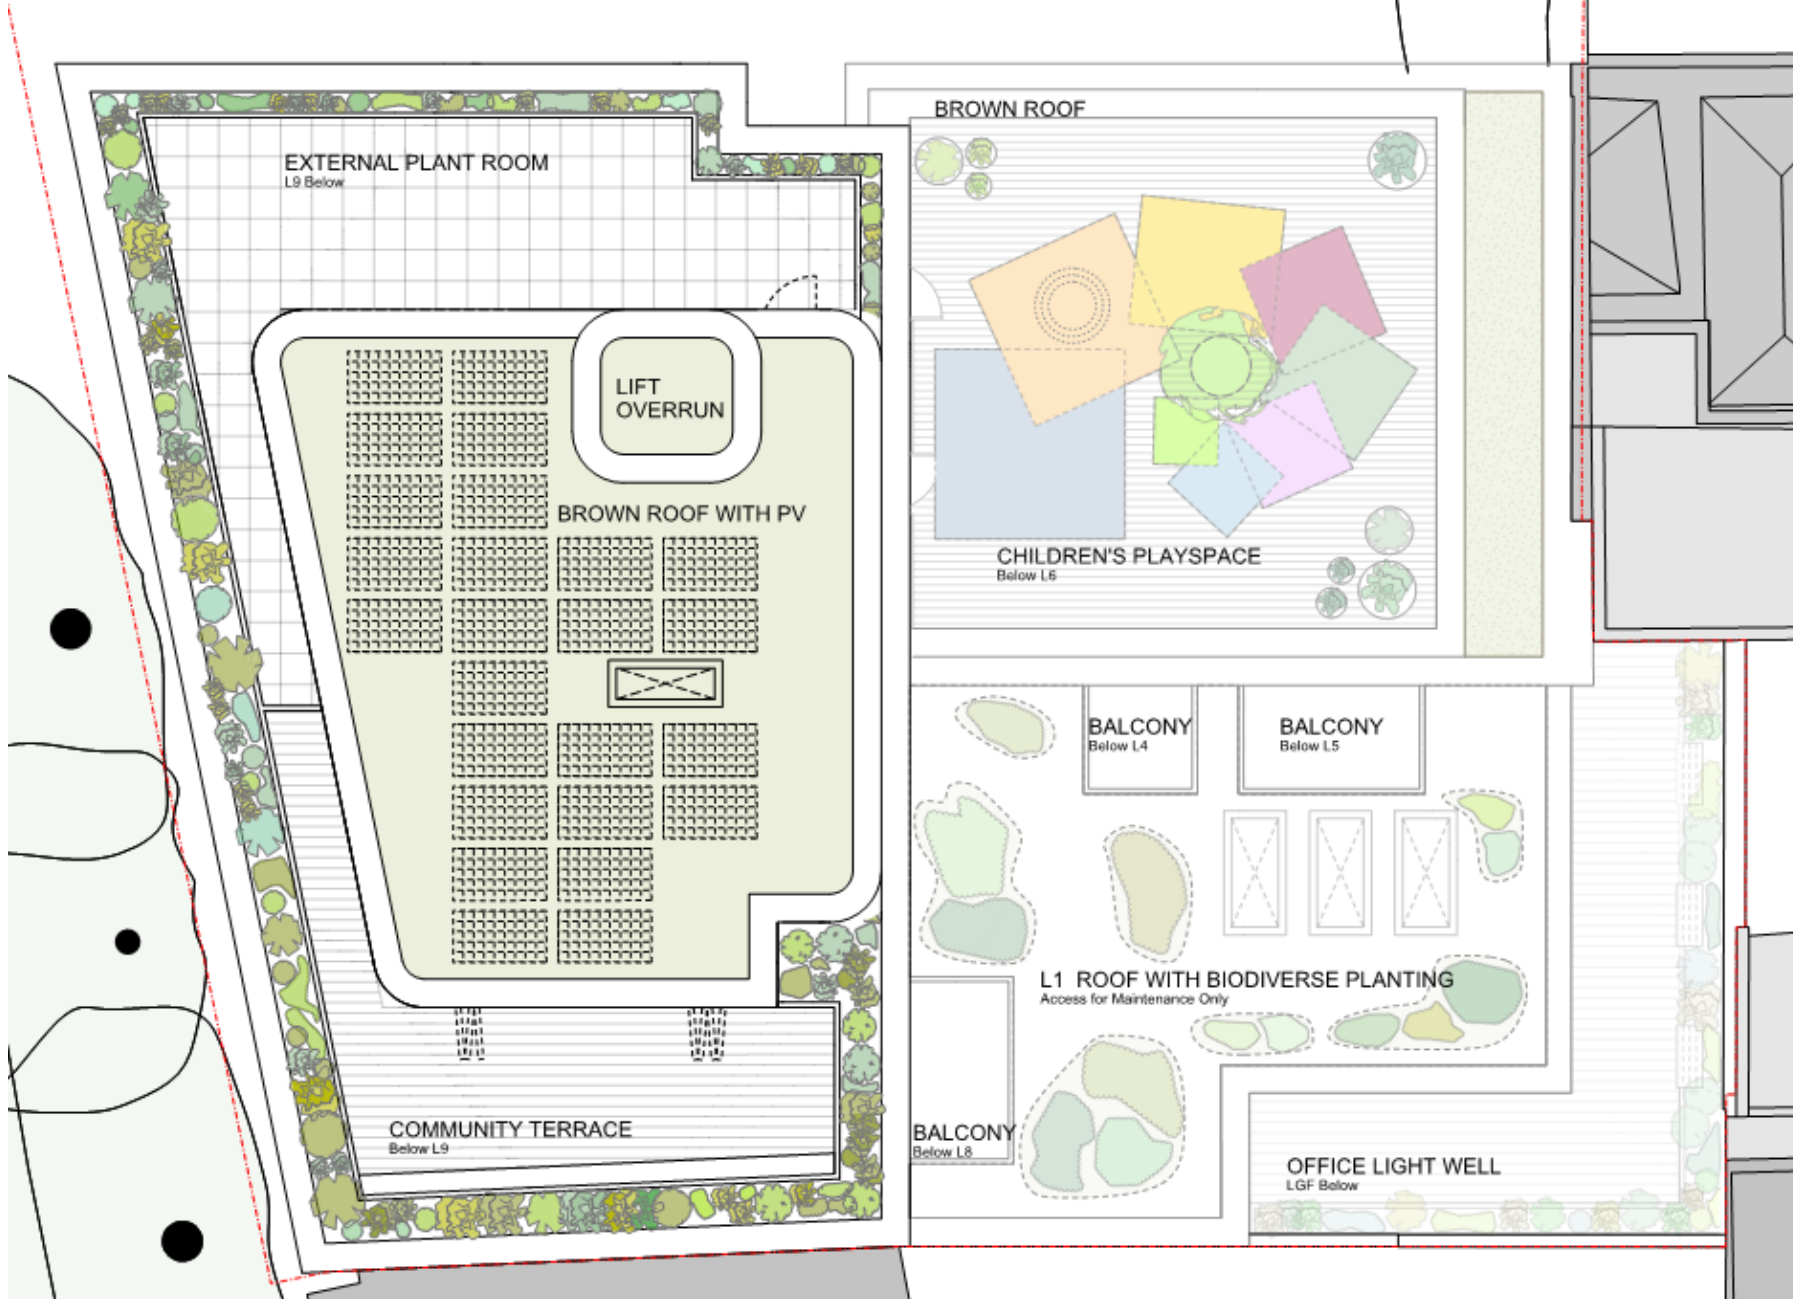 BROWN ROOF
EXTERNAL PLANT ROOM
L9 Below
LIFT
OVERRUN
BROWN ROOF WITH PV
CHILDREN'S PLAYSPACE
Below L6
BALCONY
Below L4
BALCONY
Below L5
L1 ROOF WITH BIODIVERSE PLANTING
Access for Maintenance Only
COMMUNITY TERRACE
Below L9
BALCONY
Below L8
OFFICE LIGHT WELL
LGF Below